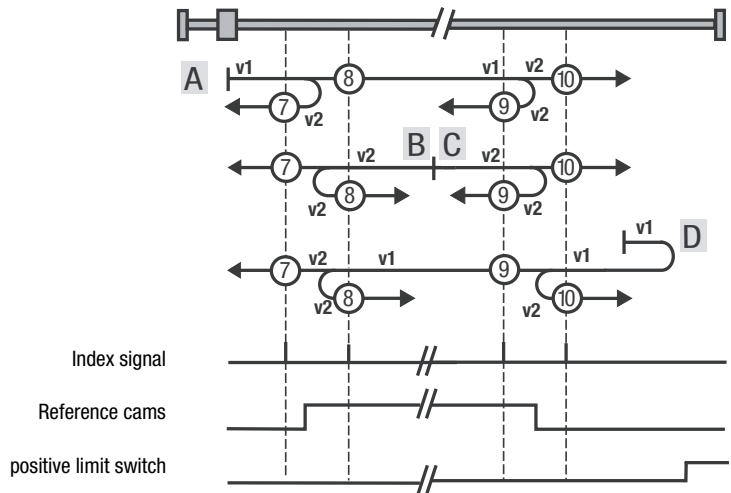 A v1 8 v1 v2 10
7 v2 9 v2
7 v2 B C v2 10
v2 8 9 v2
v1 D
7 v2 v1 9 v1
v2 8 v2 10
Index signal
Reference cams
positive limit switch